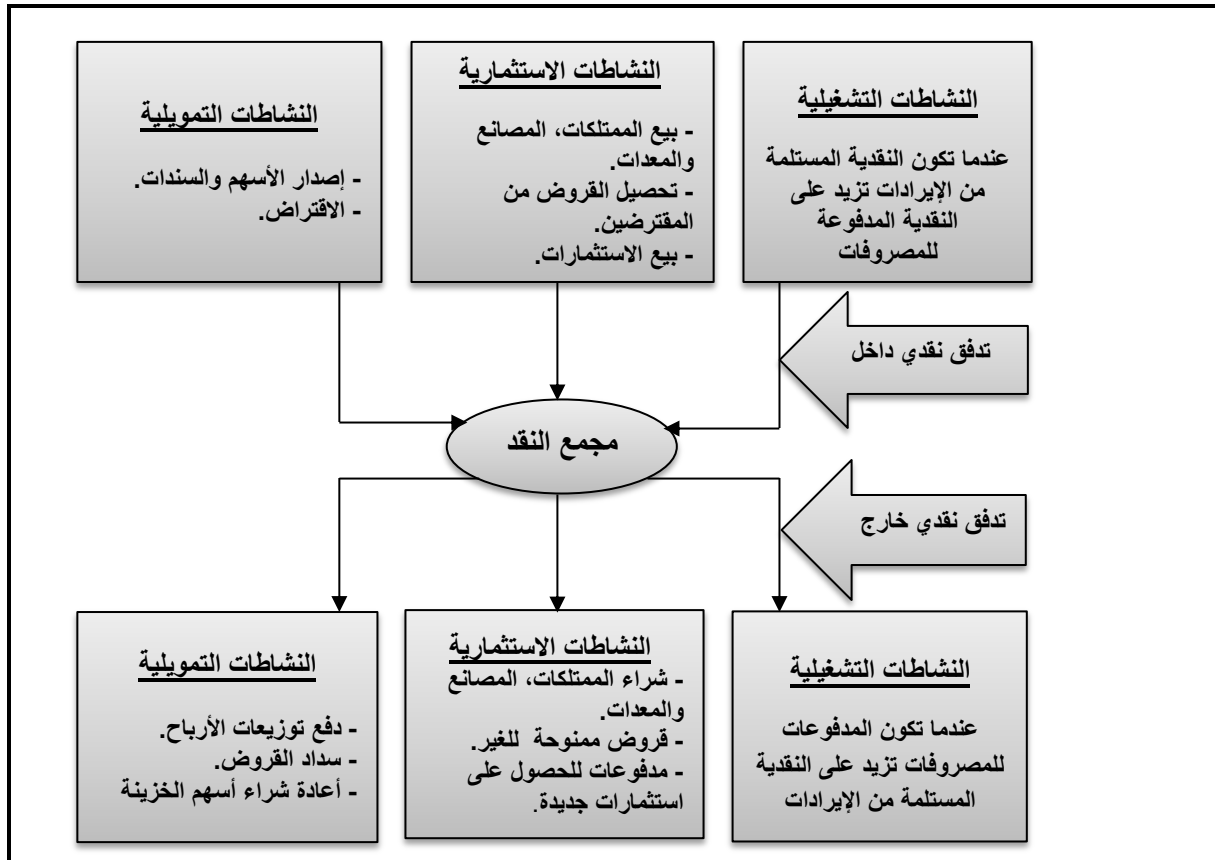 النشاطات التشغيلية
عندما تكون النقدية المستلمة
من الإيرادات تزيد على
النقدية المدفوعة
للمصروفات
النشاطات الاستثمارية
- بيع الممتلكات، المصانع
والمعدات.
- تحصيل القروض من
المقترضين.
- بيع الاستثمارات.
النشاطات التمويلية
- إصدار الأسهم والسندات.
- الاقتراض.
تدفق نقدي داخل
مجمع النقد
تدفق نقدي خارج
النشاطات التشغيلية
عندما تكون المدفوعات
للمصروفات تزيد على النقدية
المستلمة من الإيرادات
النشاطات الاستثمارية
- شراء الممتلكات، المصانع
والمعدات.
- قروض ممنوحة للغير.
- مدفوعات للحصول على
استثمارات جديدة.
النشاطات التمويلية
- دفع توزيعات الأرباح.
- سداد القروض.
- أعادة شراء أسهم الخزينة